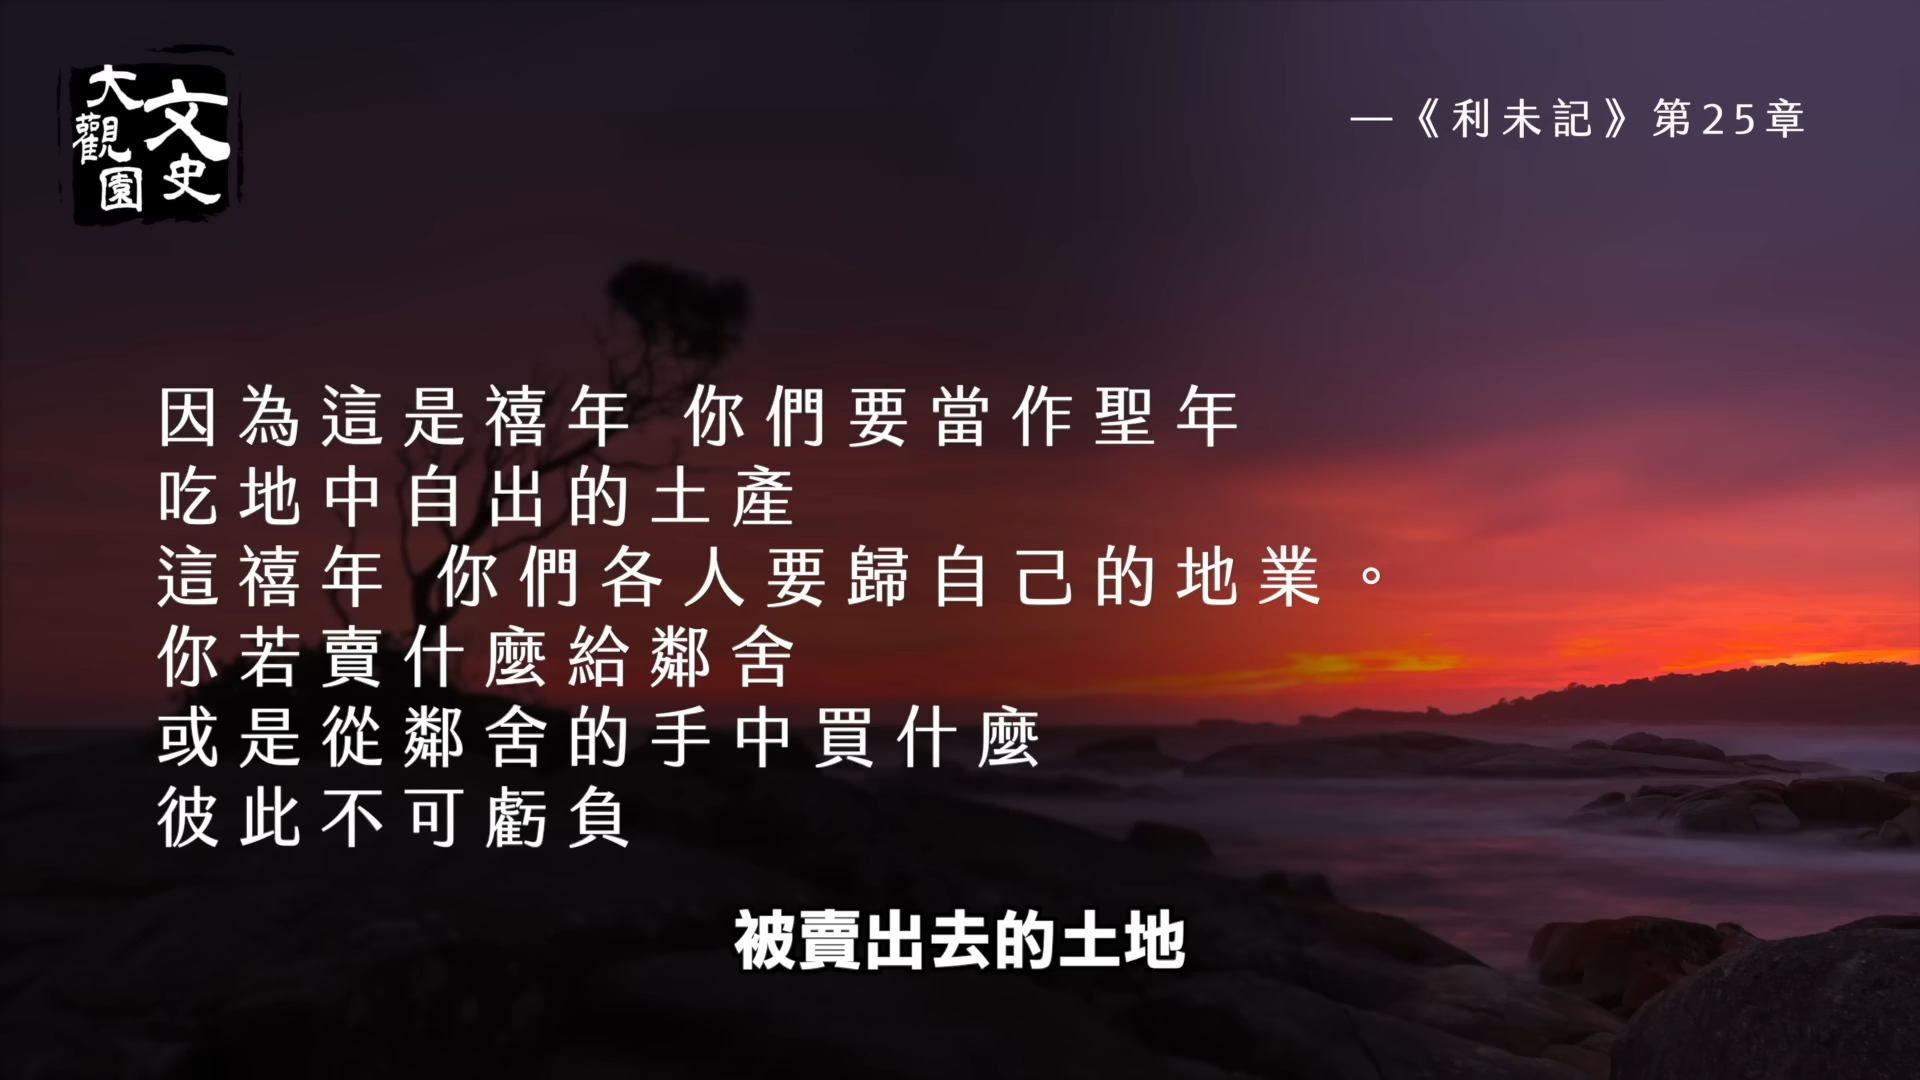 文史
大觀園
—《利未記》第25章
因為這是禧年 你們要當作聖年
吃地中自出的土產
這禧年 你們各人要歸自己的地業。
你若賣什麼給鄰舍
或是從鄰舍的手中買什麼
彼此不可虧負
被賣出去的土地